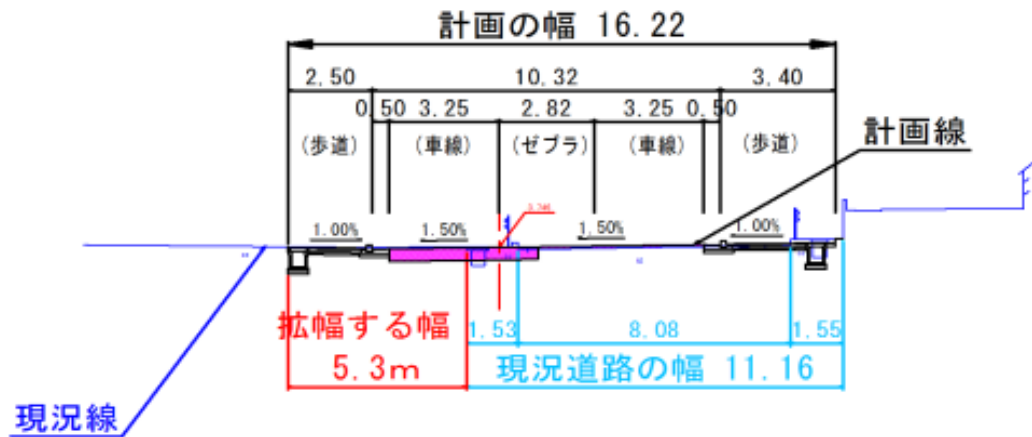 計画の幅 16.22
2.50 10.32 3.40
0.50 3.25 2.82 3.25 0.50
(歩道) (車線) (ゼブラ) (車線) (歩道)
計画線
1.00% 1.50% 1.50% 1.00%
拡幅する幅
5.3m
1.53 8.08 1.55
現況道路の幅 11.16
現況線